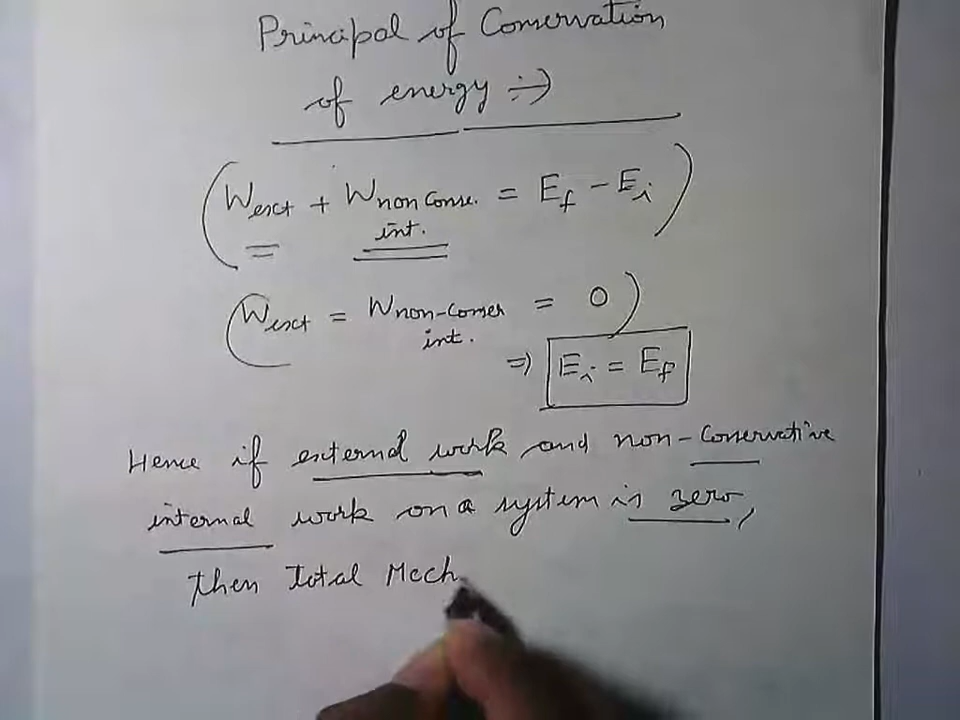 Principal of Conservation
of energy :→
(Wext + Wnon Conse. = Ef - Ei)
int.
(Wext = Wnon-Conser = 0)
int.
⇒) Ei = Ef
Hence if external work and non-Conservative
internal work on a system is zero,
then total Mech